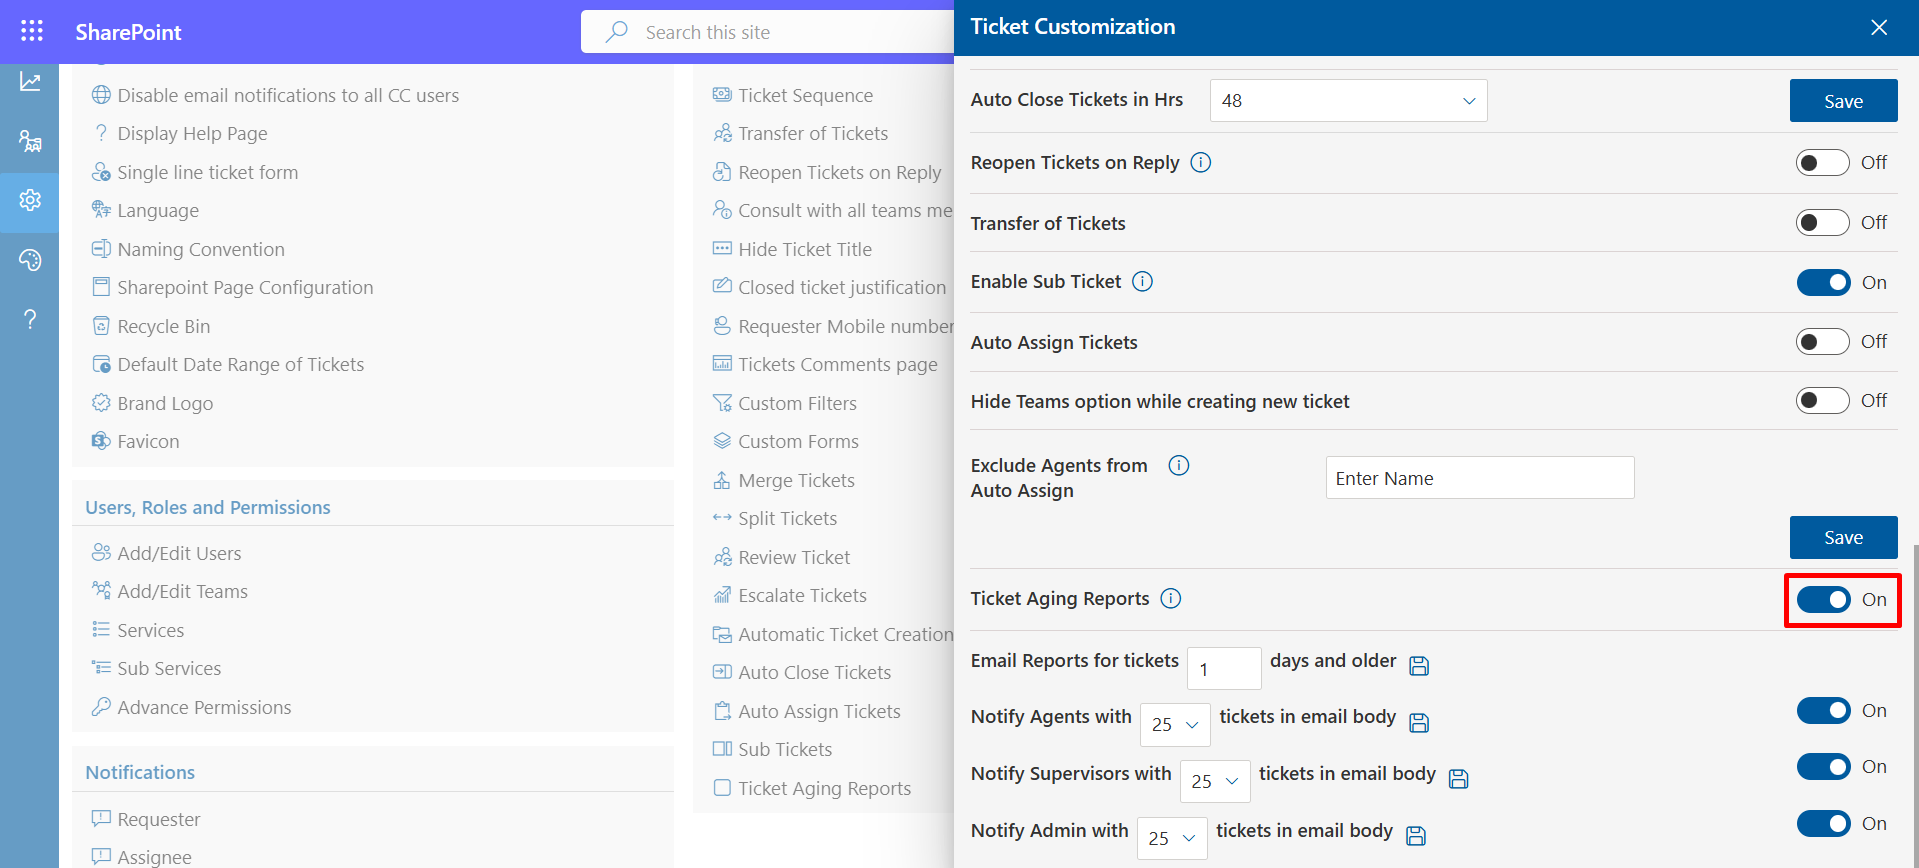 SharePoint
Search this site
Disable email notifications to all CC users
Display Help Page
Single line ticket form
Language
Naming Convention
Sharepoint Page Configuration
Recycle Bin
Default Date Range of Tickets
Brand Logo
Favicon
Users, Roles and Permissions
Add/Edit Users
Add/Edit Teams
Services
Sub Services
Advance Permissions
Notifications
Requester
Assignee
Ticket Sequence
Transfer of Tickets
Reopen Tickets on Reply
Consult with all teams me
Hide Ticket Title
Closed ticket justification
Requester Mobile number
Tickets Comments page
Custom Filters
Custom Forms
Merge Tickets
Split Tickets
Review Ticket
Escalate Tickets
Automatic Ticket Creation
Auto Close Tickets
Auto Assign Tickets
Sub Tickets
Ticket Aging Reports
Ticket Customization
Auto Close Tickets in Hrs 48 Save
Reopen Tickets on Reply Off
Transfer of Tickets Off
Enable Sub Ticket On
Auto Assign Tickets Off
Hide Teams option while creating new ticket Off
Exclude Agents from
Auto Assign
Enter Name
Save
Ticket Aging Reports On
Email Reports for tickets 1 days and older
Notify Agents with 25 tickets in email body On
Notify Supervisors with 25 tickets in email body On
Notify Admin with 25 tickets in email body On